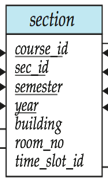 section
course_id
sec_id
semester
year
building
room_no
time_slot_id